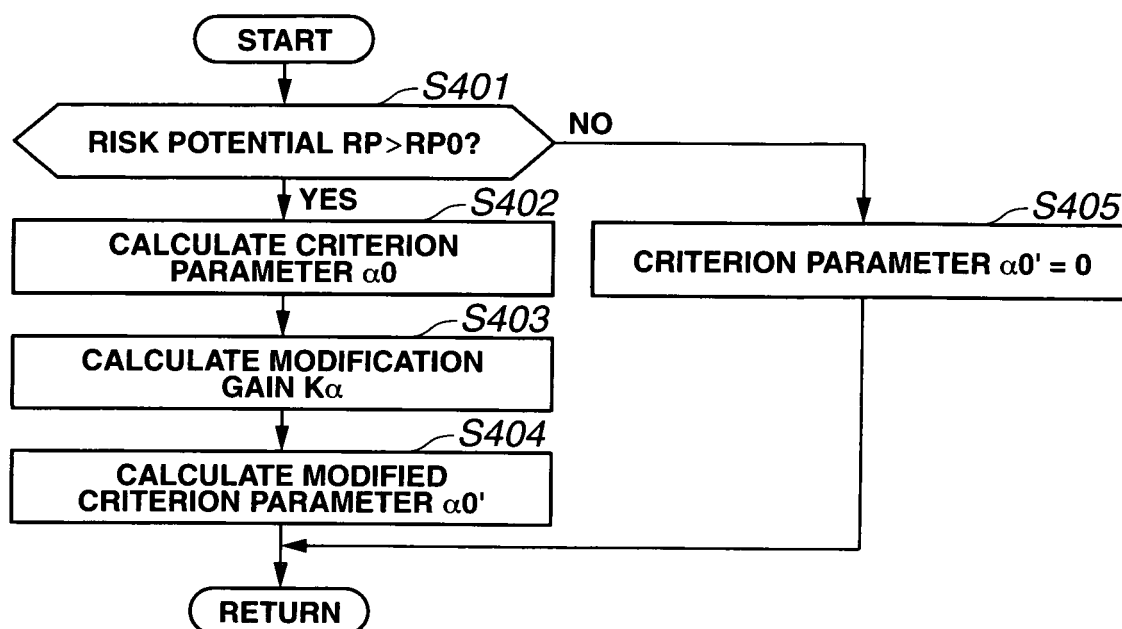 START
S401
RISK POTENTIAL RP>RP0?
NO
YES
S402
CALCULATE CRITERION
PARAMETER α0
S405
CRITERION PARAMETER α0' = 0
S403
CALCULATE MODIFICATION
GAIN Kα
S404
CALCULATE MODIFIED
CRITERION PARAMETER α0'
RETURN